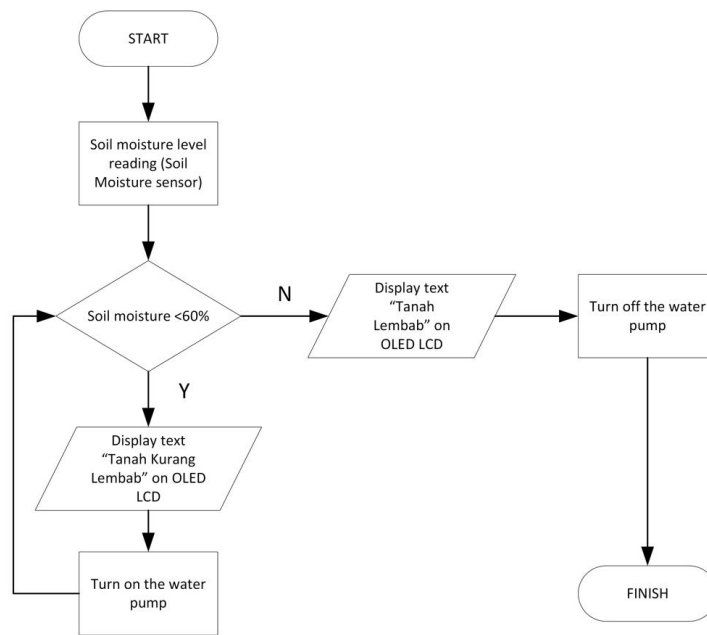 START
Soil moisture level
reading (Soil
Moisture sensor)
Soil moisture <60%
N
Display text
“Tanah
Lembab” on
OLED LCD
Turn off the water
pump
Y
Display text
“Tanah Kurang
Lembab” on OLED
LCD
Turn on the water
pump
FINISH